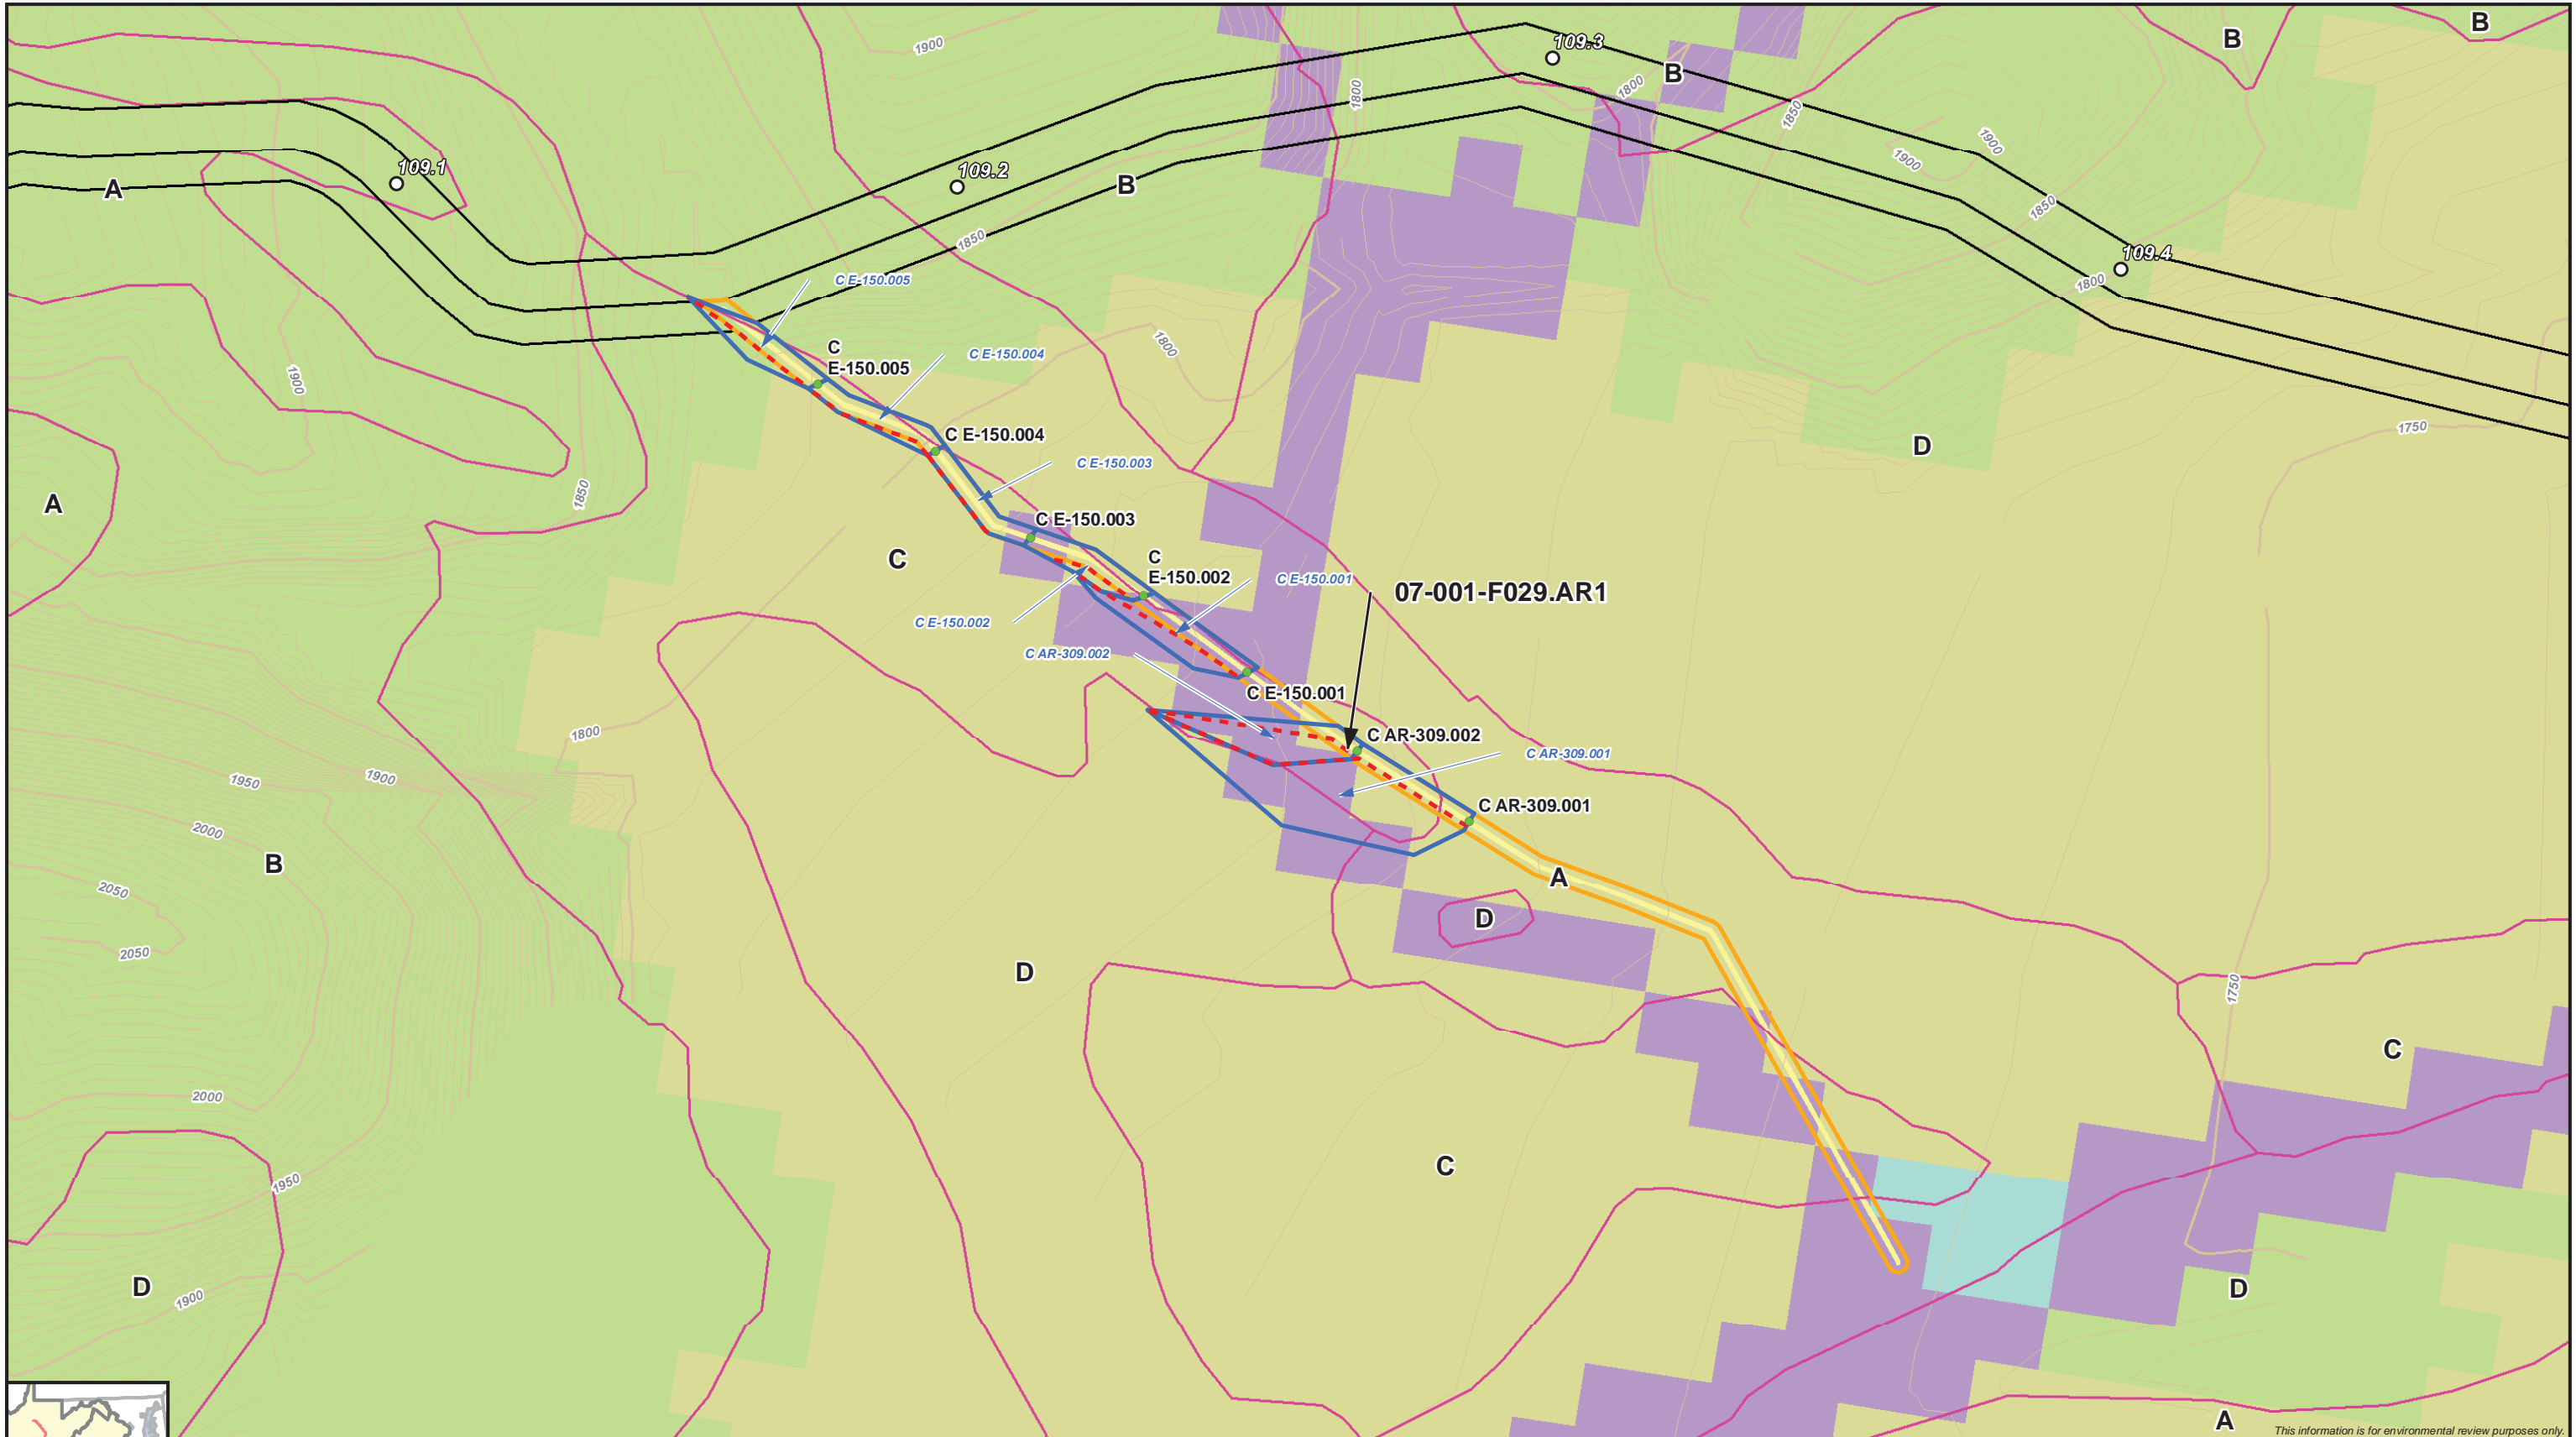 B
B
1900
109.3
B
1800
1800
1850
1900
1900
109.1
109.2
A
B
1850
1850
109.4
1800
C E-150.005
1800
C
E-150.005
C E-150.004
1900
1750
C E-150.004
D
C E-150.003
1850
A
C E-150.003
C
C
E-150.002
C E-150.001
07-001-F029.AR1
C E-150.002
C AR-309.002
C E-150.001
1800
C AR-309.002
C AR-309.001
1950
1900
C AR-309.001
2000
B
A
2050
D
2050
D
1750
C
2000
C
1950
D
D
1900
A
This information is for environmental review purposes only.